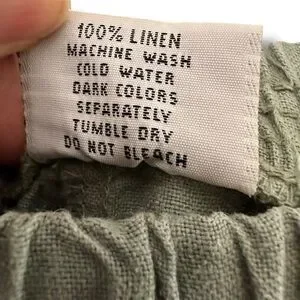 100% LINEN
MACHINE WASH
COLD WATER
DARK COLORS
SEPARATELY
TUMBLE DRY
DO NOT BLEACH